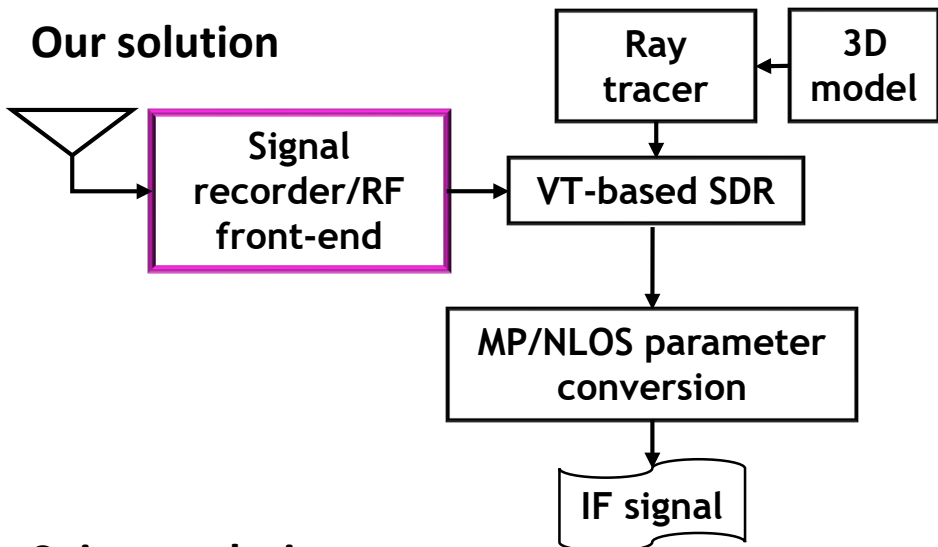 Our solution
Ray
tracer
3D
model
Signal
recorder/RF
front-end
VT-based SDR
MP/NLOS parameter
conversion
IF signal